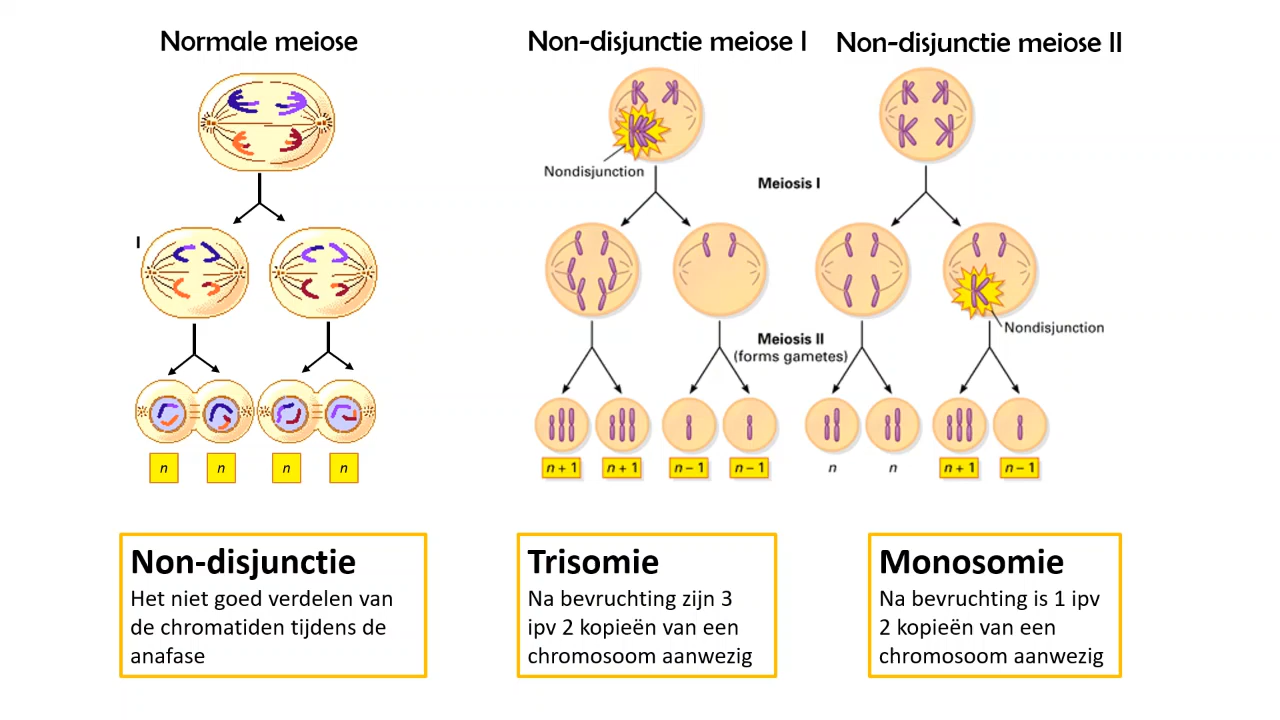 Normale meiose
Non-disjunctie meiose I
Non-disjunctie meiose II
Nondisjunction
Meiosis I
I
Nondisjunction
Meiosis II
(forms gametes)
n
n
n
n
n + 1
n + 1
n – 1
n – 1
n
n
n + 1
n – 1
Non-disjunctie
Het niet goed verdelen van
de chromatiden tijdens de
anafase
Trisomie
Na bevruchting zijn 3
ipv 2 kopieën van een
chromosoom aanwezig
Monosomie
Na bevruchting is 1 ipv
2 kopieën van een
chromosoom aanwezig